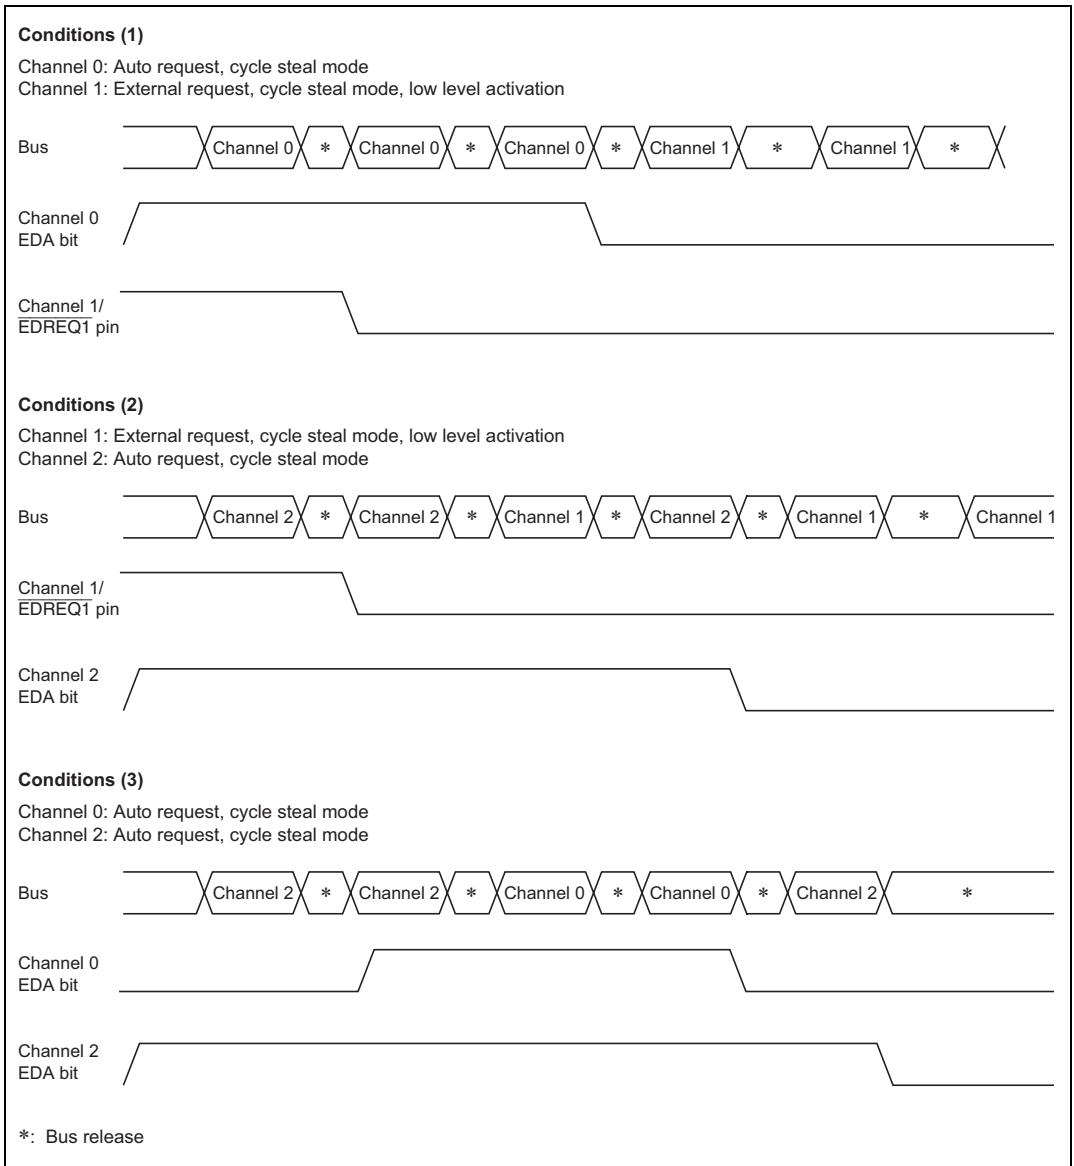 Conditions (1)
Channel 0: Auto request, cycle steal mode
Channel 1: External request, cycle steal mode, low level activation
Bus Channel 0 * Channel 0 * Channel 0 * Channel 1 * Channel 1 *
Channel 0
EDA bit
Channel 1/
EDREQ1 pin
Conditions (2)
Channel 1: External request, cycle steal mode, low level activation
Channel 2: Auto request, cycle steal mode
Bus Channel 2 * Channel 2 * Channel 1 * Channel 2 * Channel 1 * Channel 1
Channel 1/
EDREQ1 pin
Channel 2
EDA bit
Conditions (3)
Channel 0: Auto request, cycle steal mode
Channel 2: Auto request, cycle steal mode
Bus Channel 2 * Channel 2 * Channel 0 * Channel 0 * Channel 2 *
Channel 0
EDA bit
Channel 2
EDA bit
*: Bus release